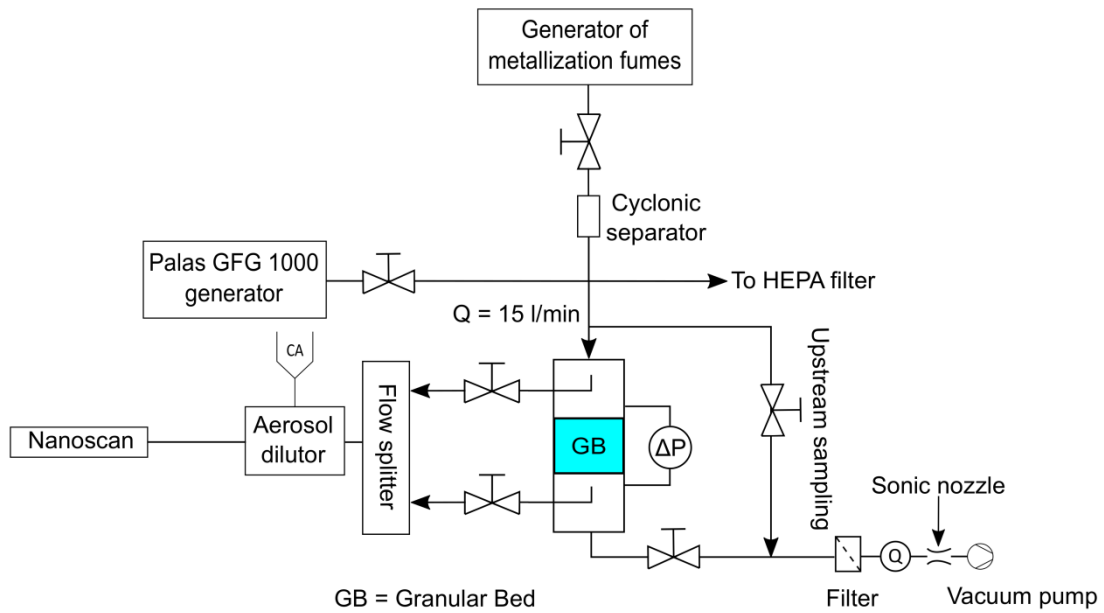 Generator of
metallization fumes
Cyclonic
separator
Palas GFG 1000
generator
To HEPA filter
Q = 15 l/min
CA
Flow splitter
Upstream sampling
Nanoscan
Aerosol
dilutor
GB
ΔP
Sonic nozzle
Q
GB = Granular Bed
Filter
Vacuum pump